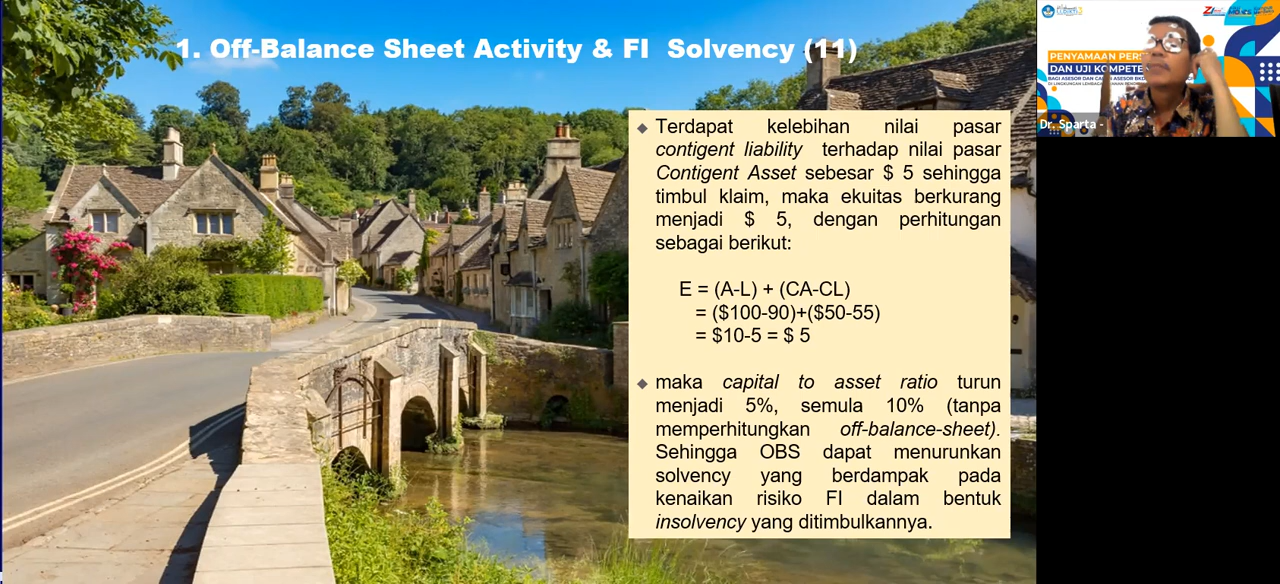 1. Off-Balance Sheet Activity & FI Solvency (11)
◆ Terdapat kelebihan nilai pasar
contigent liability terhadap nilai pasar
Contigent Asset sebesar $ 5 sehingga
timbul klaim, maka ekuitas berkurang
menjadi $ 5, dengan perhitungan
sebagai berikut:
E = (A-L) + (CA-CL)
= ($100-90)+($50-55)
= $10-5 = $ 5
◆ maka capital to asset ratio turun
menjadi 5%, semula 10% (tanpa
memperhitungkan off-balance-sheet).
Sehingga OBS dapat menurunkan
solvency yang berdampak pada
kenaikan risiko FI dalam bentuk
insolvency yang ditimbulkannya.
PENYAMAAN PER
DAN UJI KOMPETE
BAGI ASESOR DAN
Dr. Sparta -